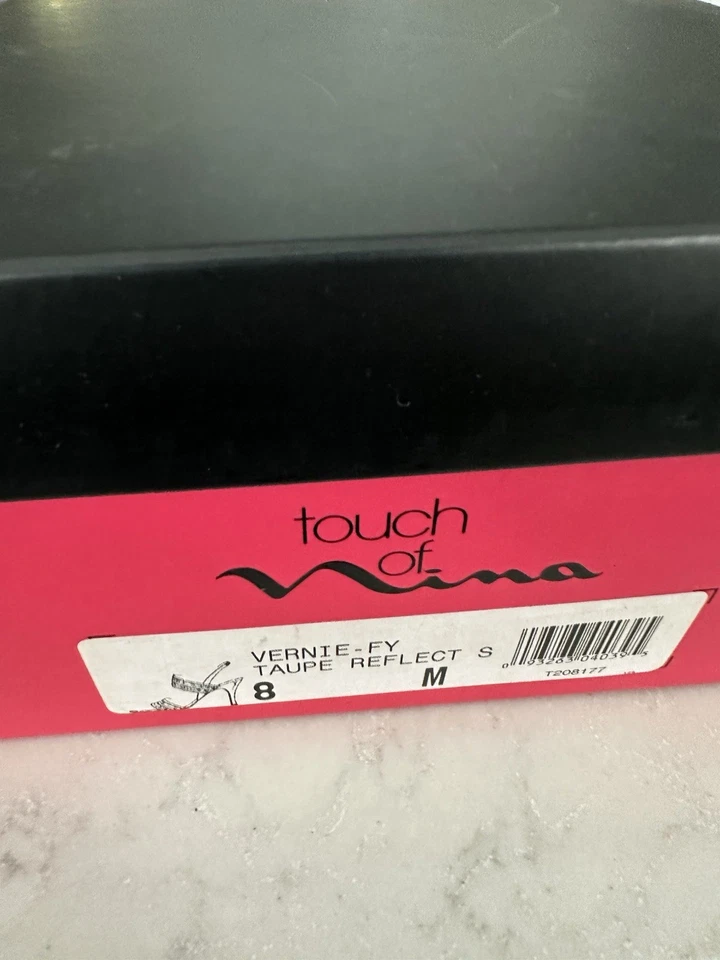 touch
of
Nina
VERNIE-FY
TAUPE REFLECT S
8 M
T208177